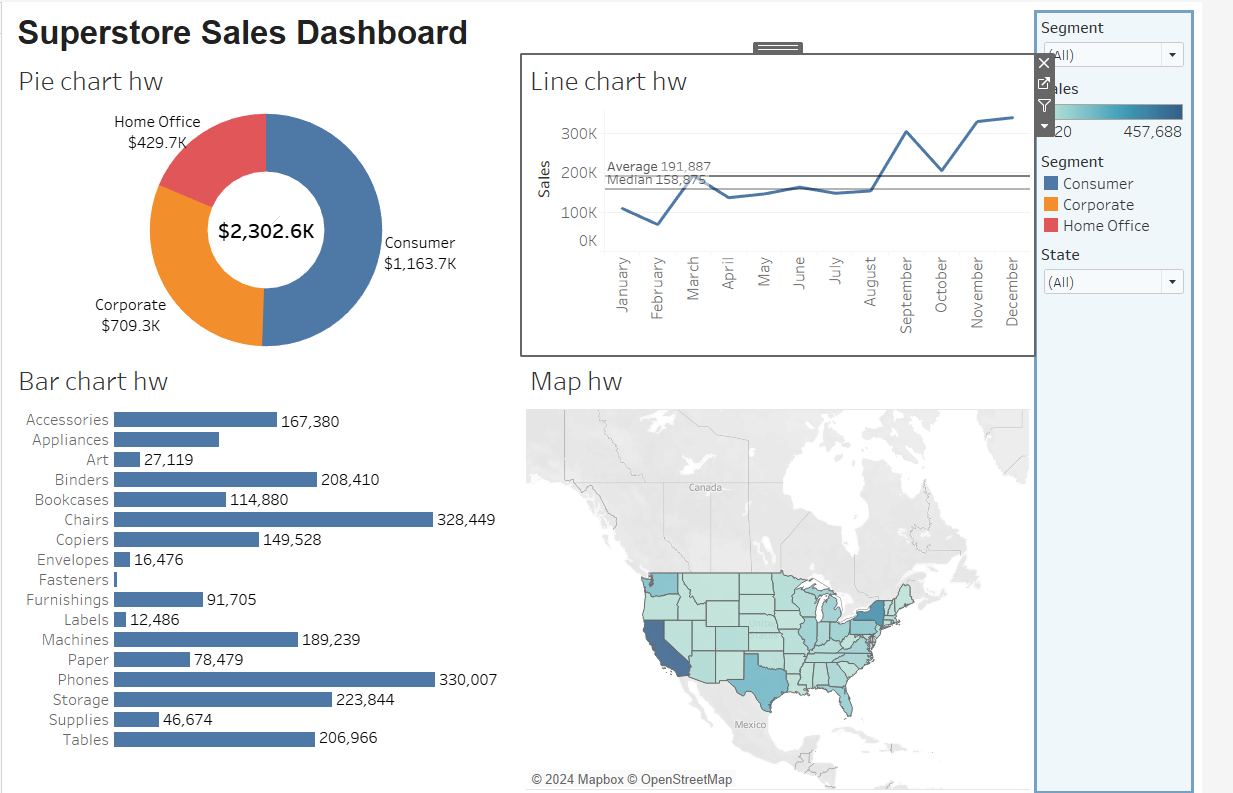 Superstore Sales Dashboard
Pie chart hw
Home Office
$429.7K
$2,302.6K
Consumer
$1,163.7K
Corporate
$709.3K
Line chart hw
Sales
300K
200K
100K
0K
Average 191,887
Median 158,875
January
February
March
April
May
June
July
August
September
October
November
December
Segment
(All)
ales
20
457,688
Segment
Consumer
Corporate
Home Office
State
(All)
Bar chart hw
Accessories 167,380
Appliances
Art 27,119
Binders 208,410
Bookcases 114,880
Chairs 328,449
Copiers 149,528
Envelopes 16,476
Fasteners
Furnishings 91,705
Labels 12,486
Machines 189,239
Paper 78,479
Phones 330,007
Storage 223,844
Supplies 46,674
Tables 206,966
Map hw
Canada
Mexico
© 2024 Mapbox © OpenStreetMap